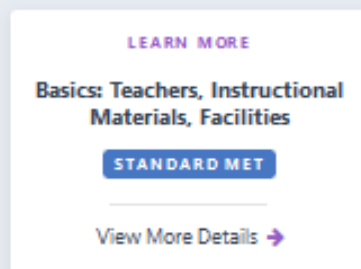 LEARN MORE
Basics: Teachers, Instructional
Materials, Facilities
STANDARD MET
View More Details →